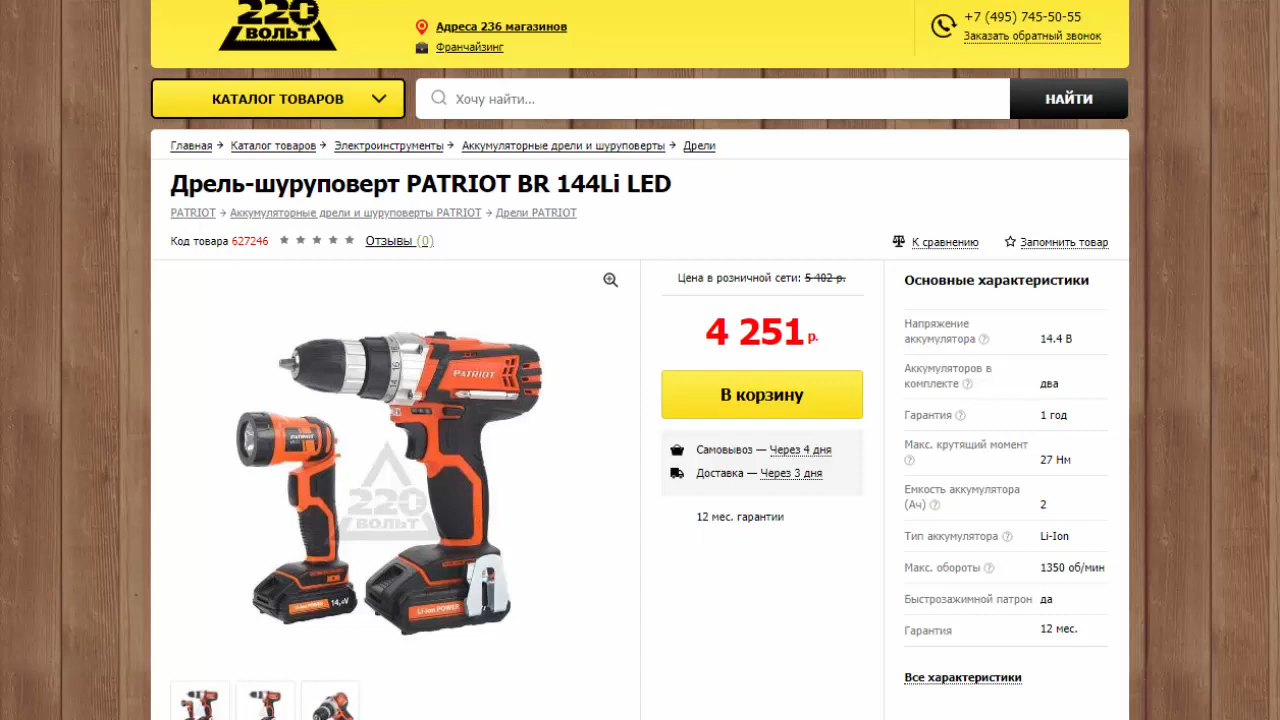 220
ВОЛЬТ
Адреса 236 магазинов
Франчайзинг
+7 (495) 745-50-55
Заказать обратный звонок
КАТАЛОГ ТОВАРОВ
Хочу найти...
НАЙТИ
Главная → Каталог товаров → Электроинструменты → Аккумуляторные дрели и шуруповерты → Дрели
Дрель-шуруповерт PATRIOT BR 144Li LED
PATRIOT → Аккумуляторные дрели и шуруповерты PATRIOT → Дрели PATRIOT
Код товара 627246 Отзывы (0)
К сравнению Запомнить товар
Цена в розничной сети: 5 402 р.
4 251 р.
В корзину
Самовывоз — Через 4 дня
Доставка — Через 3 дня
12 мес. гарантии
Основные характеристики
Напряжение
аккумулятора 14.4 В
Аккумуляторов в
комплекте два
Гарантия 1 год
Макс. крутящий момент
27 Нм
Емкость аккумулятора
(Ач) 2
Тип аккумулятора Li-Ion
Макс. обороты 1350 об/мин
Быстрозажимной патрон да
Гарантия 12 мес.
Все характеристики
PATRIOT
PATRIOT
220
ВОЛЬТ
14,4V
Li-ion POWER